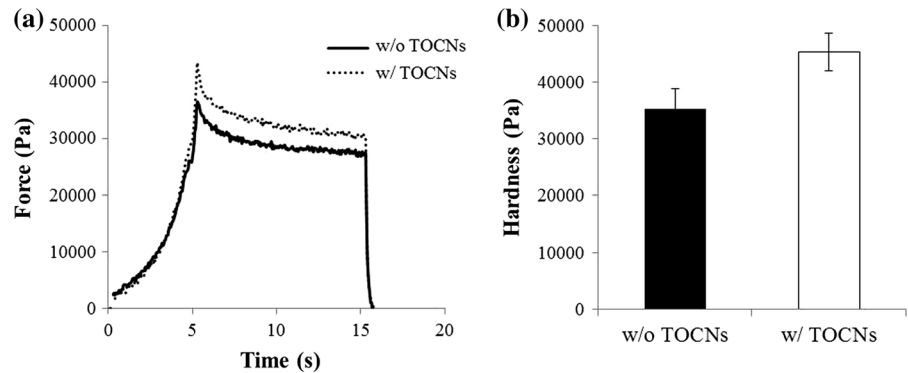 (a)
50000
40000
30000
20000
10000
0
Force (Pa)
w/o TOCNs
w/ TOCNs
0 5 10 15 20
Time (s)
(b)
50000
40000
30000
20000
10000
0
Hardness (Pa)
w/o TOCNs w/ TOCNs